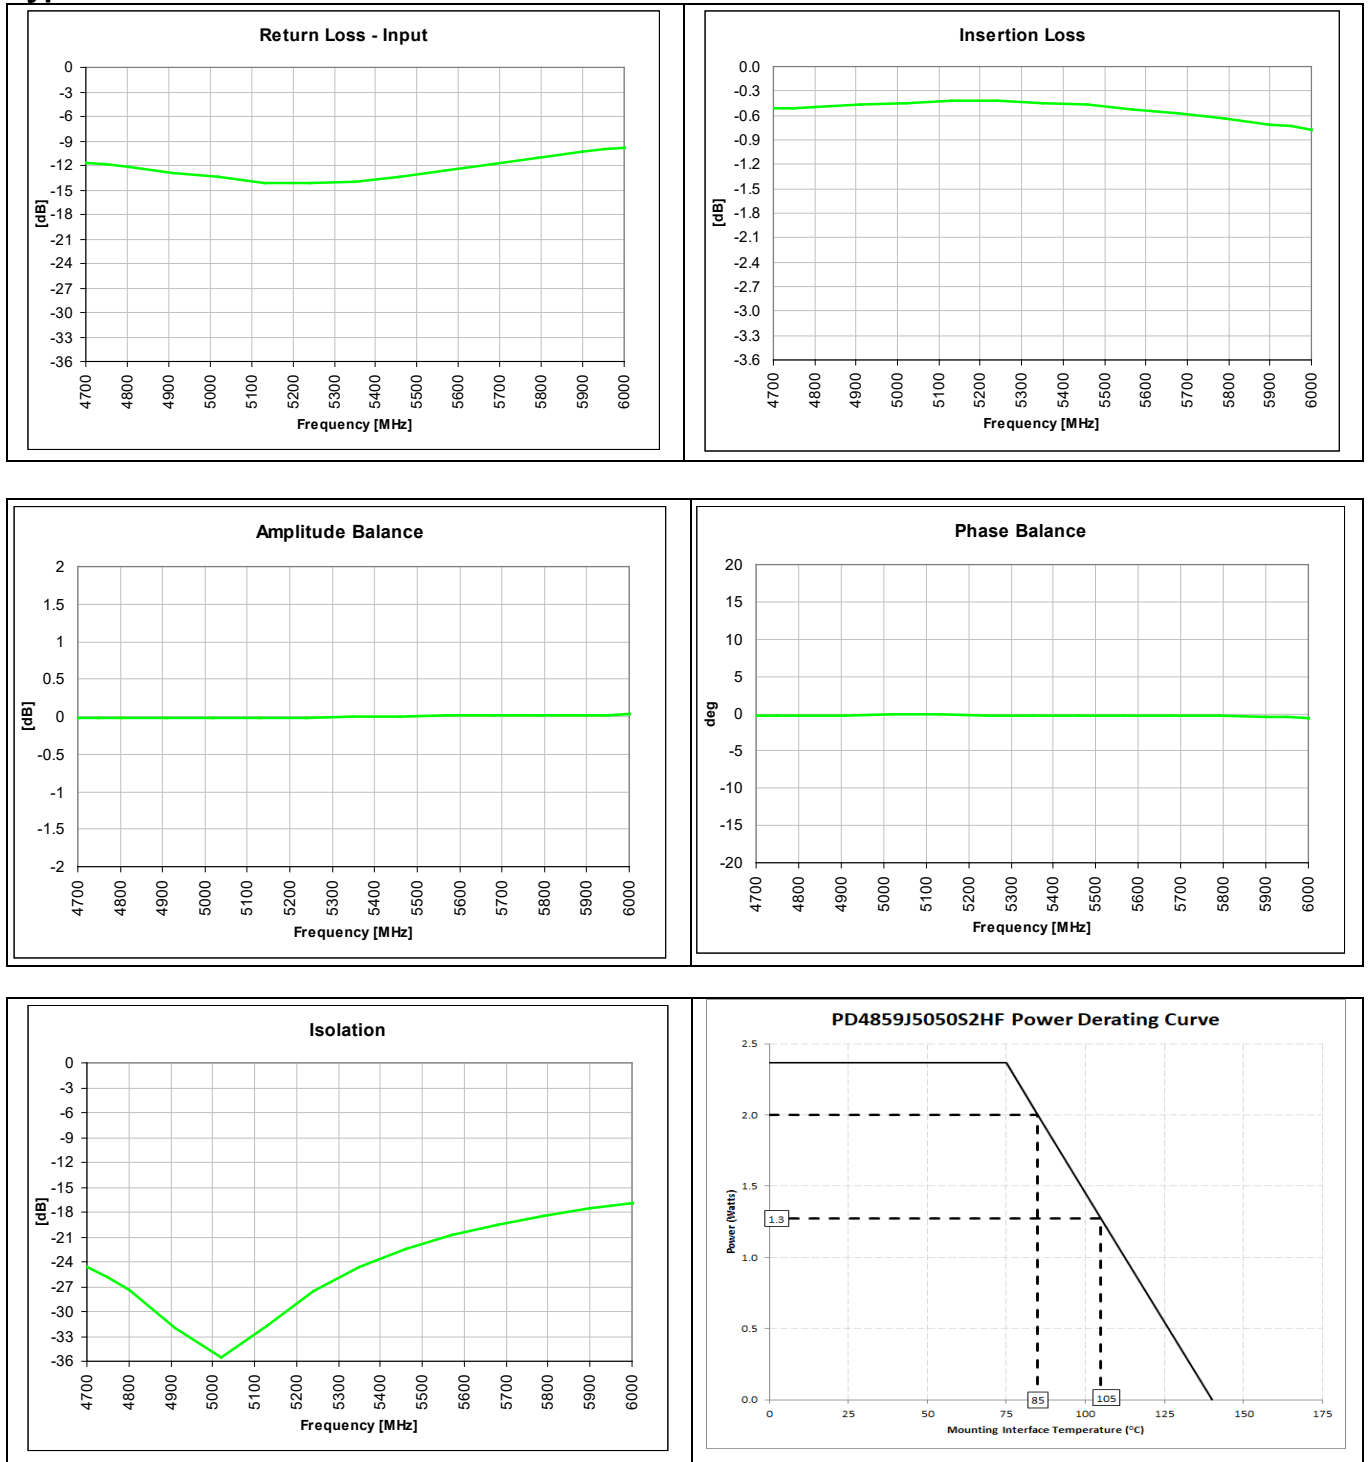 Return Loss - Input
0
-3
-6
-9
-12
-15
-18
-21
-24
-27
-30
-33
-36
[dB]
4700 4800 4900 5000 5100 5200 5300 5400 5500 5600 5700 5800 5900 6000
Frequency [MHz]
Insertion Loss
0.0
-0.3
-0.6
-0.9
-1.2
-1.5
-1.8
-2.1
-2.4
-2.7
-3.0
-3.3
-3.6
[dB]
4700 4800 4900 5000 5100 5200 5300 5400 5500 5600 5700 5800 5900 6000
Frequency [MHz]
Amplitude Balance
2
1.5
1
0.5
0
-0.5
-1
-1.5
-2
[dB]
4700 4800 4900 5000 5100 5200 5300 5400 5500 5600 5700 5800 5900 6000
Frequency [MHz]
Phase Balance
20
15
10
5
0
-5
-10
-15
-20
deg
4700 4800 4900 5000 5100 5200 5300 5400 5500 5600 5700 5800 5900 6000
Frequency [MHz]
Isolation
0
-3
-6
-9
-12
-15
-18
-21
-24
-27
-30
-33
-36
[dB]
4700 4800 4900 5000 5100 5200 5300 5400 5500 5600 5700 5800 5900 6000
Frequency [MHz]
PD4859J5050S2HF Power Derating Curve
2.5
2.0
1.5
1.3
1.0
0.5
0.0
Power (Watts)
85 105
0 25 50 75 100 125 150 175
Mounting Interface Temperature (°C)